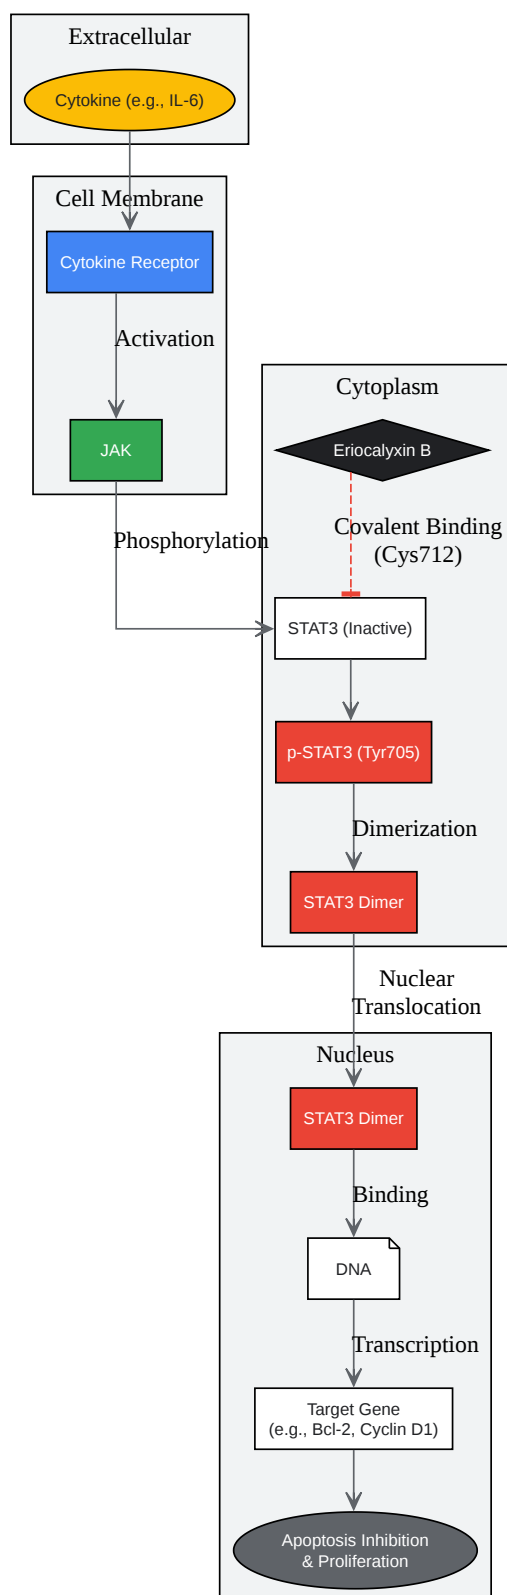 Extracellular
Cytokine (e.g., IL-6)
Cell Membrane
Cytokine Receptor
Activation
JAK
Phosphorylation
Cytoplasm
Eriocalyxin B
Covalent Binding
(Cys712)
STAT3 (Inactive)
p-STAT3 (Tyr705)
Dimerization
STAT3 Dimer
Nuclear
Translocation
Nucleus
STAT3 Dimer
Binding
DNA
Transcription
Target Gene
(e.g., Bcl-2, Cyclin D1)
Apoptosis Inhibition
& Proliferation